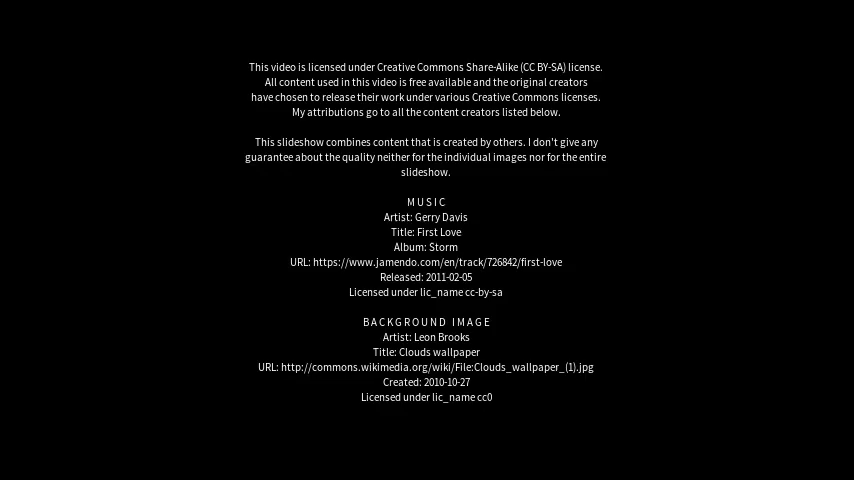 This video is licensed under Creative Commons Share-Alike (CC BY-SA) license.
All content used in this video is free available and the original creators
have chosen to release their work under various Creative Commons licenses.
My attributions go to all the content creators listed below.
This slideshow combines content that is created by others. I don't give any
guarantee about the quality neither for the individual images nor for the entire
slideshow.
M U S I C
Artist: Gerry Davis
Title: First Love
Album: Storm
URL: https://www.jamendo.com/en/track/726842/first-love
Released: 2011-02-05
Licensed under lic_name cc-by-sa
B A C K G R O U N D  I M A G E
Artist: Leon Brooks
Title: Clouds wallpaper
URL: http://commons.wikimedia.org/wiki/File:Clouds_wallpaper_(1).jpg
Created: 2010-10-27
Licensed under lic_name cc0